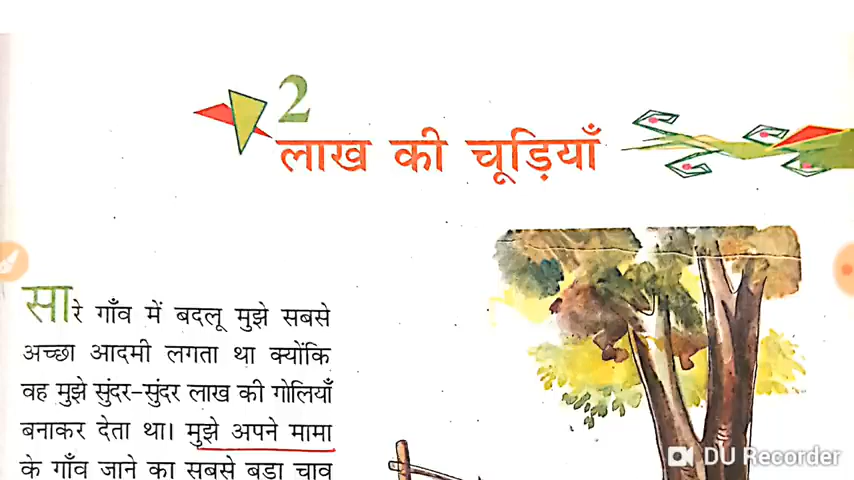 2
लाख की चूड़ियाँ
सारे गाँव में बदलू मुझे सबसे
अच्छा आदमी लगता था क्योंकि
वह मुझे सुंदर-सुंदर लाख की गोलियाँ
बनाकर देता था। मुझे अपने मामा
के गाँव जाने का सबसे बड़ा चाव
DU Recorder